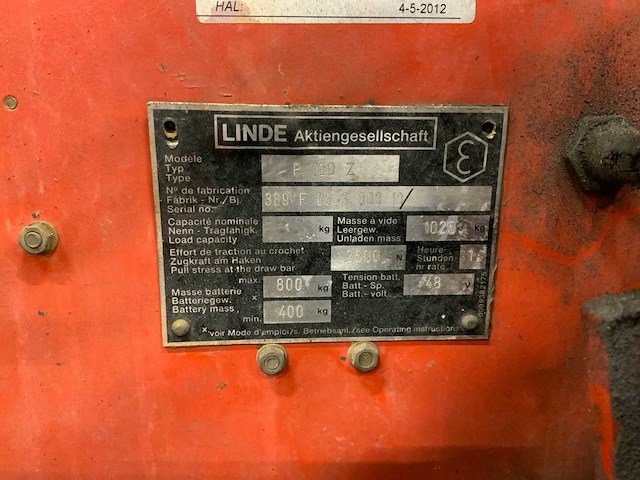 HAL: 4-5-2012
LINDE Aktiengesellschaft
Modèle
Typ
Type
Nº de fabrication
Fabrik - Nr./Bj.
Serial no.
Capacité nominale
Nenn - Tragfähigk.
Load capacity
kg
Masse à vide
Leergew.
Unladen mass
kg
Effort de traction au crochet
Zugkraft am Haken
Pull stress at the draw bar
N
Heure-
Stunden
hr rate
Masse batterie
Batteriegew. x
Battery mass
max. 800 kg
min. 400 kg
Tension batt.
Batt.- Sp.
Batt.- volt.
48 V
x voir Mode d'emploi/s. Betriebsanl./see Operating instructions